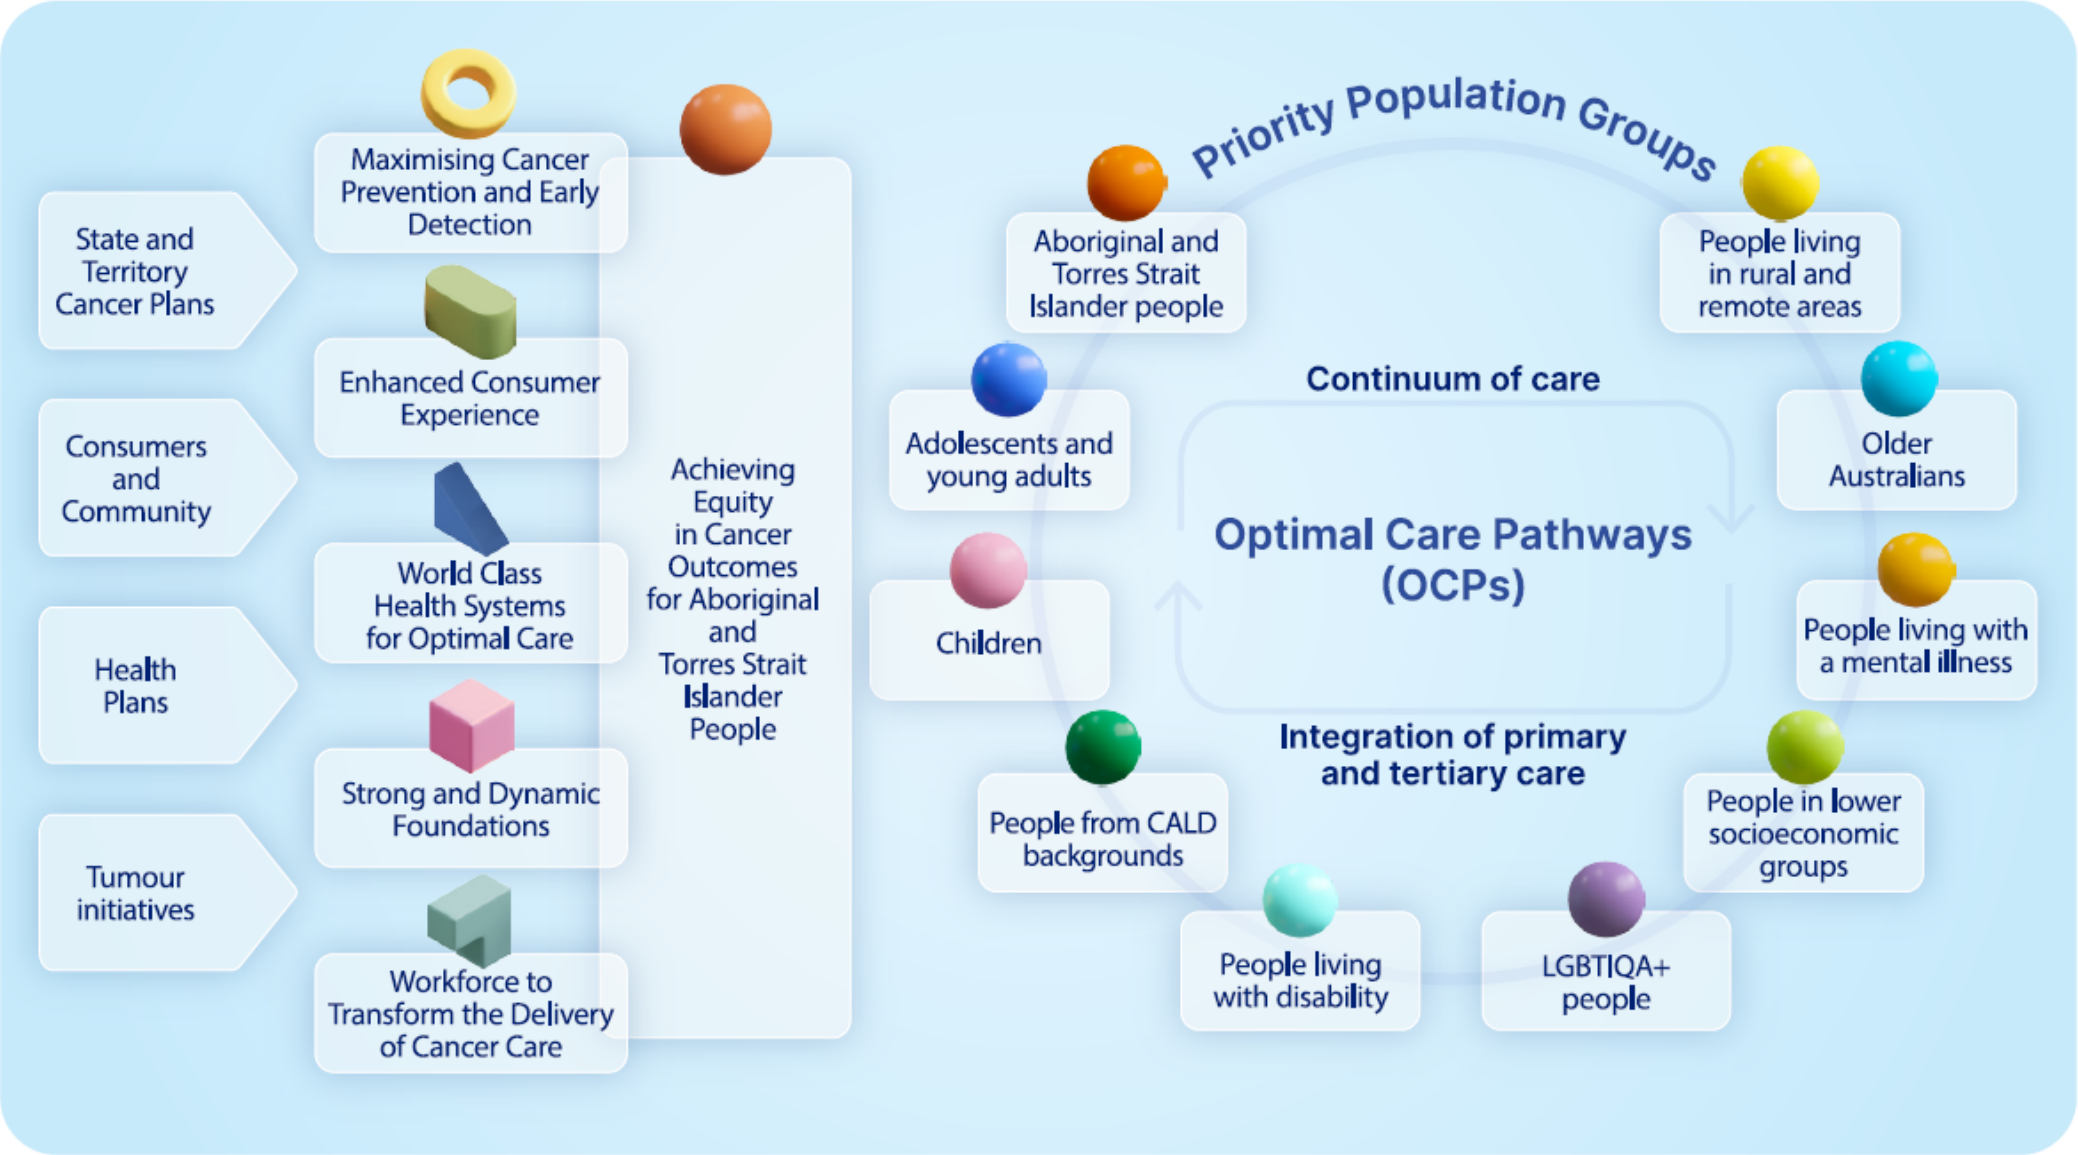 State and
Territory
Cancer Plans
Consumers
and
Community
Health
Plans
Tumour
initiatives
Maximising Cancer
Prevention and Early
Detection
Enhanced Consumer
Experience
World Class
Health Systems
for Optimal Care
Strong and Dynamic
Foundations
Workforce to
Transform the Delivery
of Cancer Care
Achieving
Equity
in Cancer
Outcomes
for Aboriginal
and
Torres Strait
Islander
People
Priority Population Groups
Aboriginal and
Torres Strait
Islander people
People living
in rural and
remote areas
Adolescents and
young adults
Older
Australians
Children
People living with
a mental illness
People from CALD
backgrounds
People in lower
socioeconomic
groups
People living
with disability
LGBTIQA+
people
Continuum of care
Optimal Care Pathways
(OCPs)
Integration of primary
and tertiary care